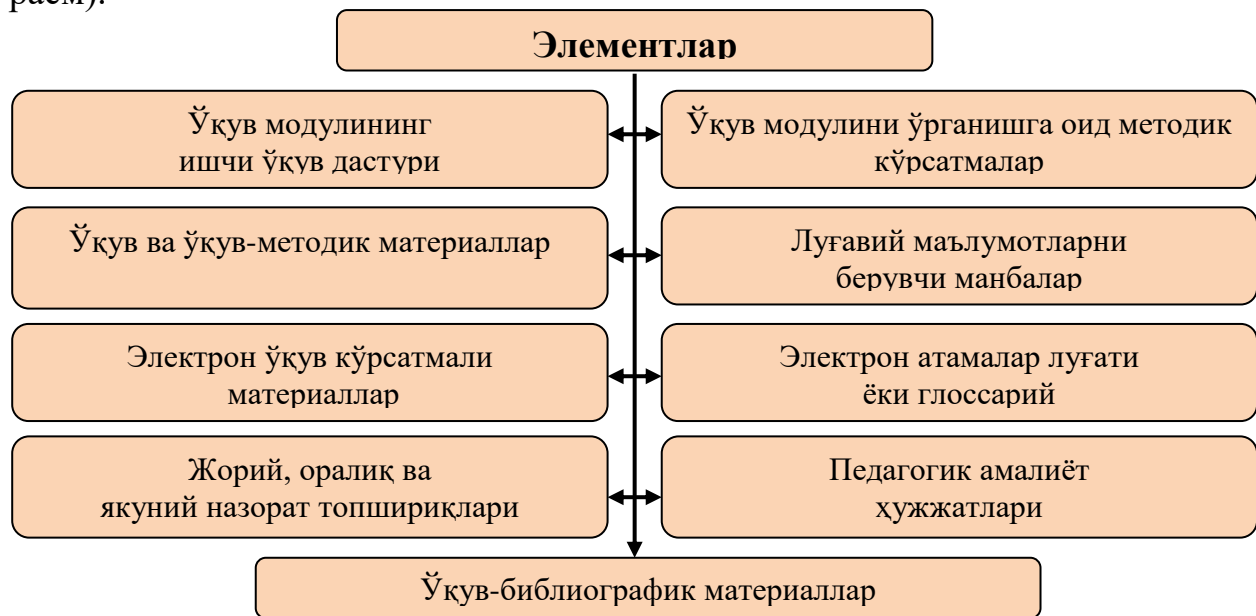 раем).
Элементлар
Ўқув модулининг
ишчи ўқув дастури
Ўқув модулини ўрганишга оид методик
кўрсатмалар
Ўқув ва ўқув-методик материаллар
Луғавий маълумотларни
берувчи манбалар
Электрон ўқув кўрсатмали
материаллар
Электрон атамалар луғати
ёки глоссарий
Жорий, оралиқ ва
якуний назорат топшириқлари
Педагогик амалиёт
ҳужжатлари
Ўқув-библиографик материаллар